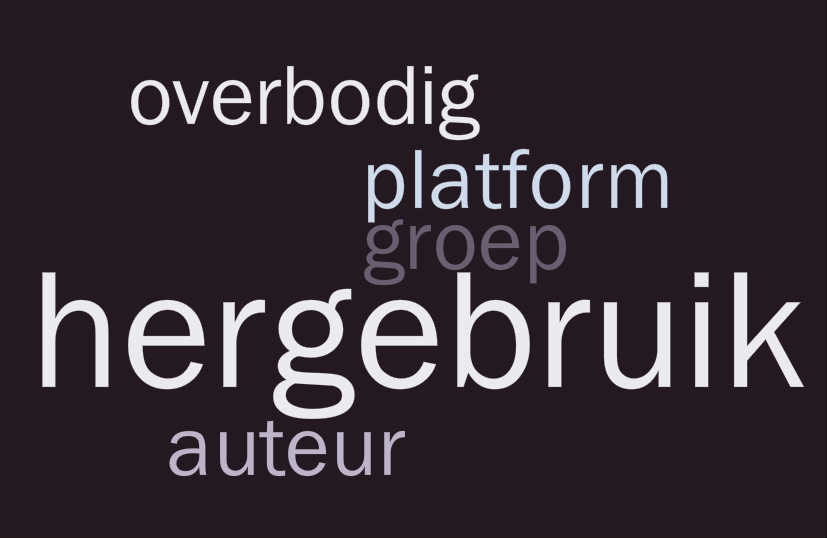 overbodig
platform
groep
hergebruik
auteur